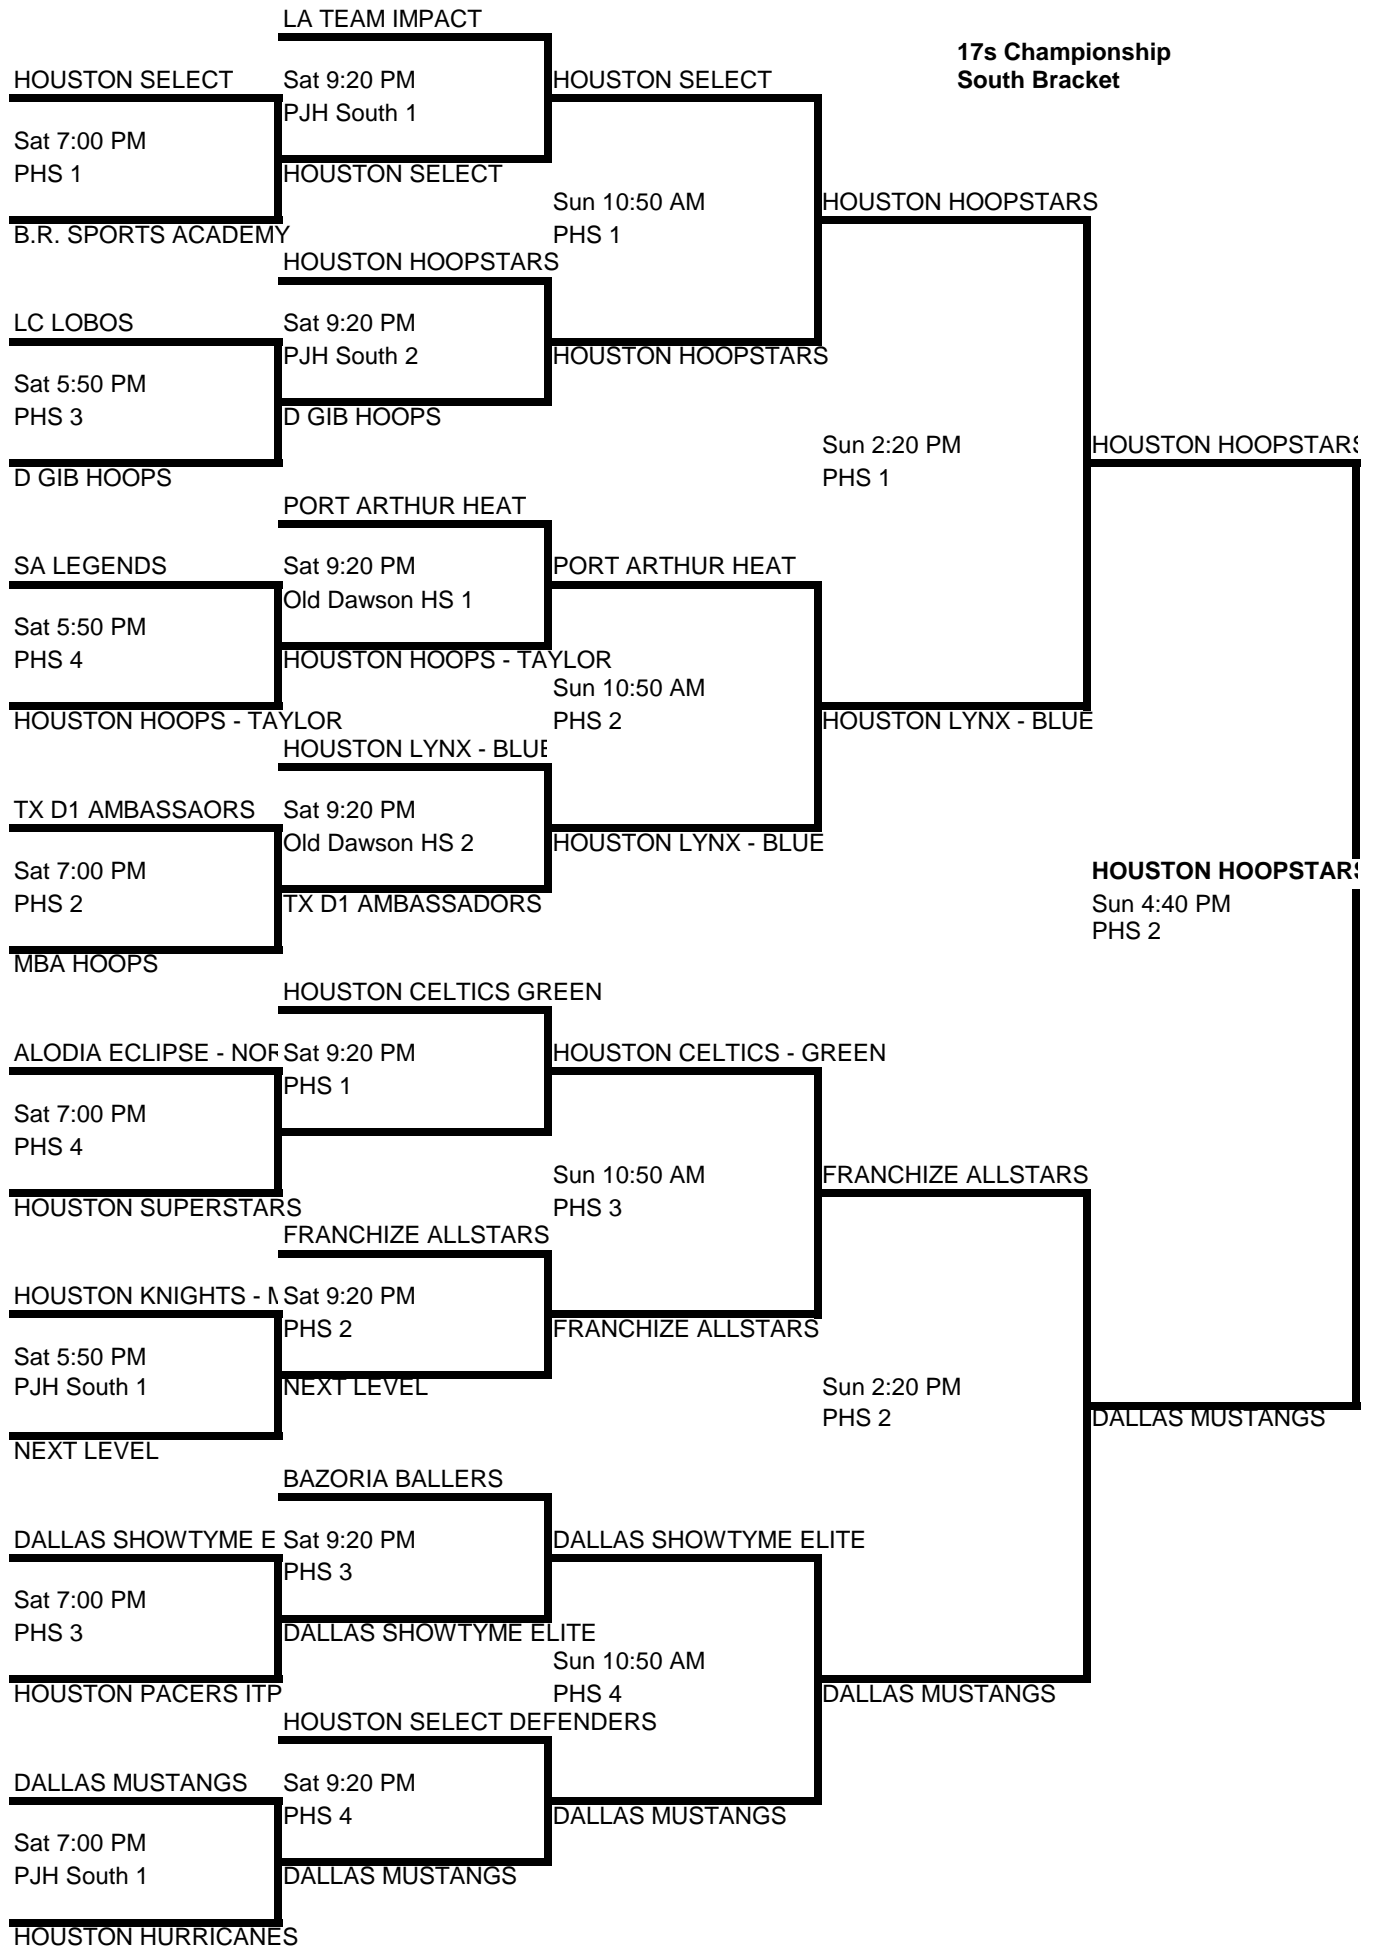 LA TEAM IMPACT
17s Championship
South Bracket
HOUSTON SELECT
Sat 9:20 PM
HOUSTON SELECT
PJH South 1
Sat 7:00 PM
PHS 1
HOUSTON SELECT
Sun 10:50 AM
HOUSTON HOOPSTARS
B.R. SPORTS ACADEMY
PHS 1
HOUSTON HOOPSTARS
LC LOBOS
Sat 9:20 PM
PJH South 2
HOUSTON HOOPSTARS
Sat 5:50 PM
PHS 3
D GIB HOOPS
Sun 2:20 PM
HOUSTON HOOPSTARS
D GIB HOOPS
PHS 1
PORT ARTHUR HEAT
SA LEGENDS
Sat 9:20 PM
PORT ARTHUR HEAT
Old Dawson HS 1
Sat 5:50 PM
PHS 4
HOUSTON HOOPS - TAYLOR
Sun 10:50 AM
HOUSTON HOOPS - TAYLOR
PHS 2
HOUSTON LYNX - BLUE
HOUSTON LYNX - BLUE
TX D1 AMBASSAORS
Sat 9:20 PM
Old Dawson HS 2
HOUSTON LYNX - BLUE
Sat 7:00 PM
HOUSTON HOOPSTARS
PHS 2
TX D1 AMBASSADORS
Sun 4:40 PM
PHS 2
MBA HOOPS
HOUSTON CELTICS GREEN
ALODIA ECLIPSE - NOR
Sat 9:20 PM
HOUSTON CELTICS - GREEN
PHS 1
Sat 7:00 PM
PHS 4
Sun 10:50 AM
FRANCHIZE ALLSTARS
HOUSTON SUPERSTARS
PHS 3
FRANCHIZE ALLSTARS
HOUSTON KNIGHTS -
Sat 9:20 PM
PHS 2
FRANCHIZE ALLSTARS
Sat 5:50 PM
PJH South 1
NEXT LEVEL
Sun 2:20 PM
PHS 2
DALLAS MUSTANGS
NEXT LEVEL
BAZORIA BALLERS
DALLAS SHOWTYME E
Sat 9:20 PM
DALLAS SHOWTYME ELITE
PHS 3
Sat 7:00 PM
PHS 3
DALLAS SHOWTYME ELITE
Sun 10:50 AM
HOUSTON PACERS ITP
PHS 4
DALLAS MUSTANGS
HOUSTON SELECT DEFENDERS
DALLAS MUSTANGS
Sat 9:20 PM
PHS 4
DALLAS MUSTANGS
Sat 7:00 PM
PJH South 1
DALLAS MUSTANGS
HOUSTON HURRICANES